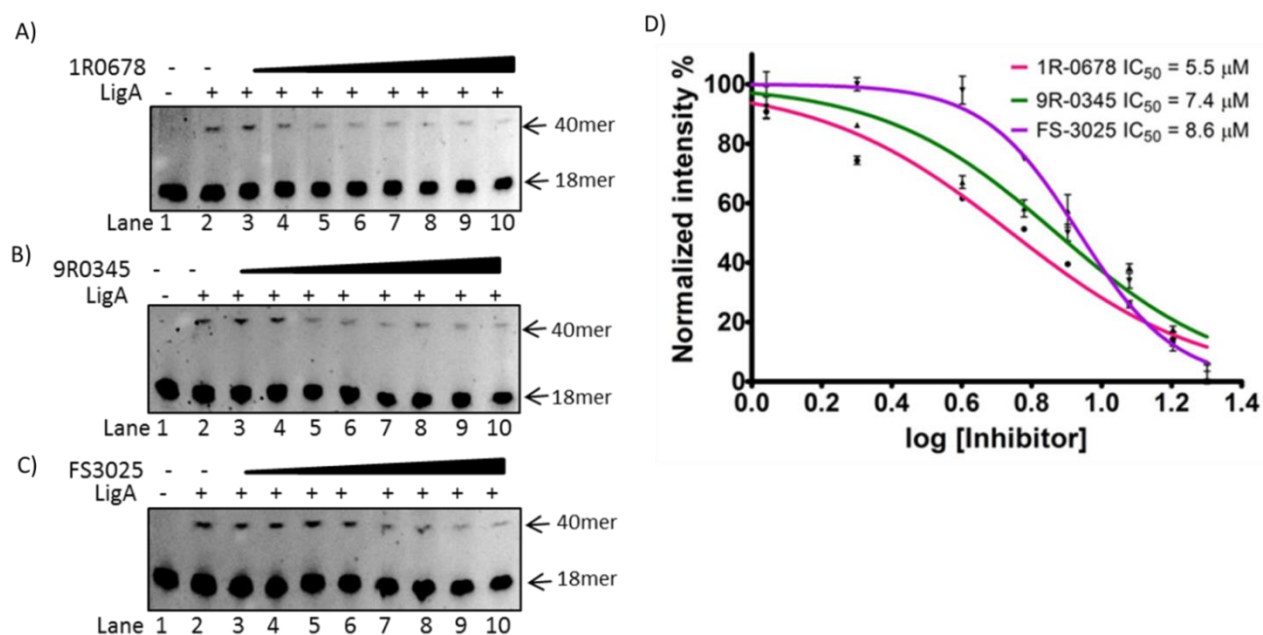 A)
1R0678 - -
LigA - + + + + + + + + +
40mer
18mer
Lane 1 2 3 4 5 6 7 8 9 10
B)
9R0345 - -
LigA - + + + + + + + + +
40mer
18mer
Lane 1 2 3 4 5 6 7 8 9 10
C)
FS3025 - -
LigA - + + + + + + + + +
40mer
18mer
Lane 1 2 3 4 5 6 7 8 9 10
D)
1R-0678 IC50 = 5.5 μM
9R-0345 IC50 = 7.4 μM
FS-3025 IC50 = 8.6 μM
Normalized intensity %
100
80
60
40
20
0
0.0 0.2 0.4 0.6 0.8 1.0 1.2 1.4
log [Inhibitor]